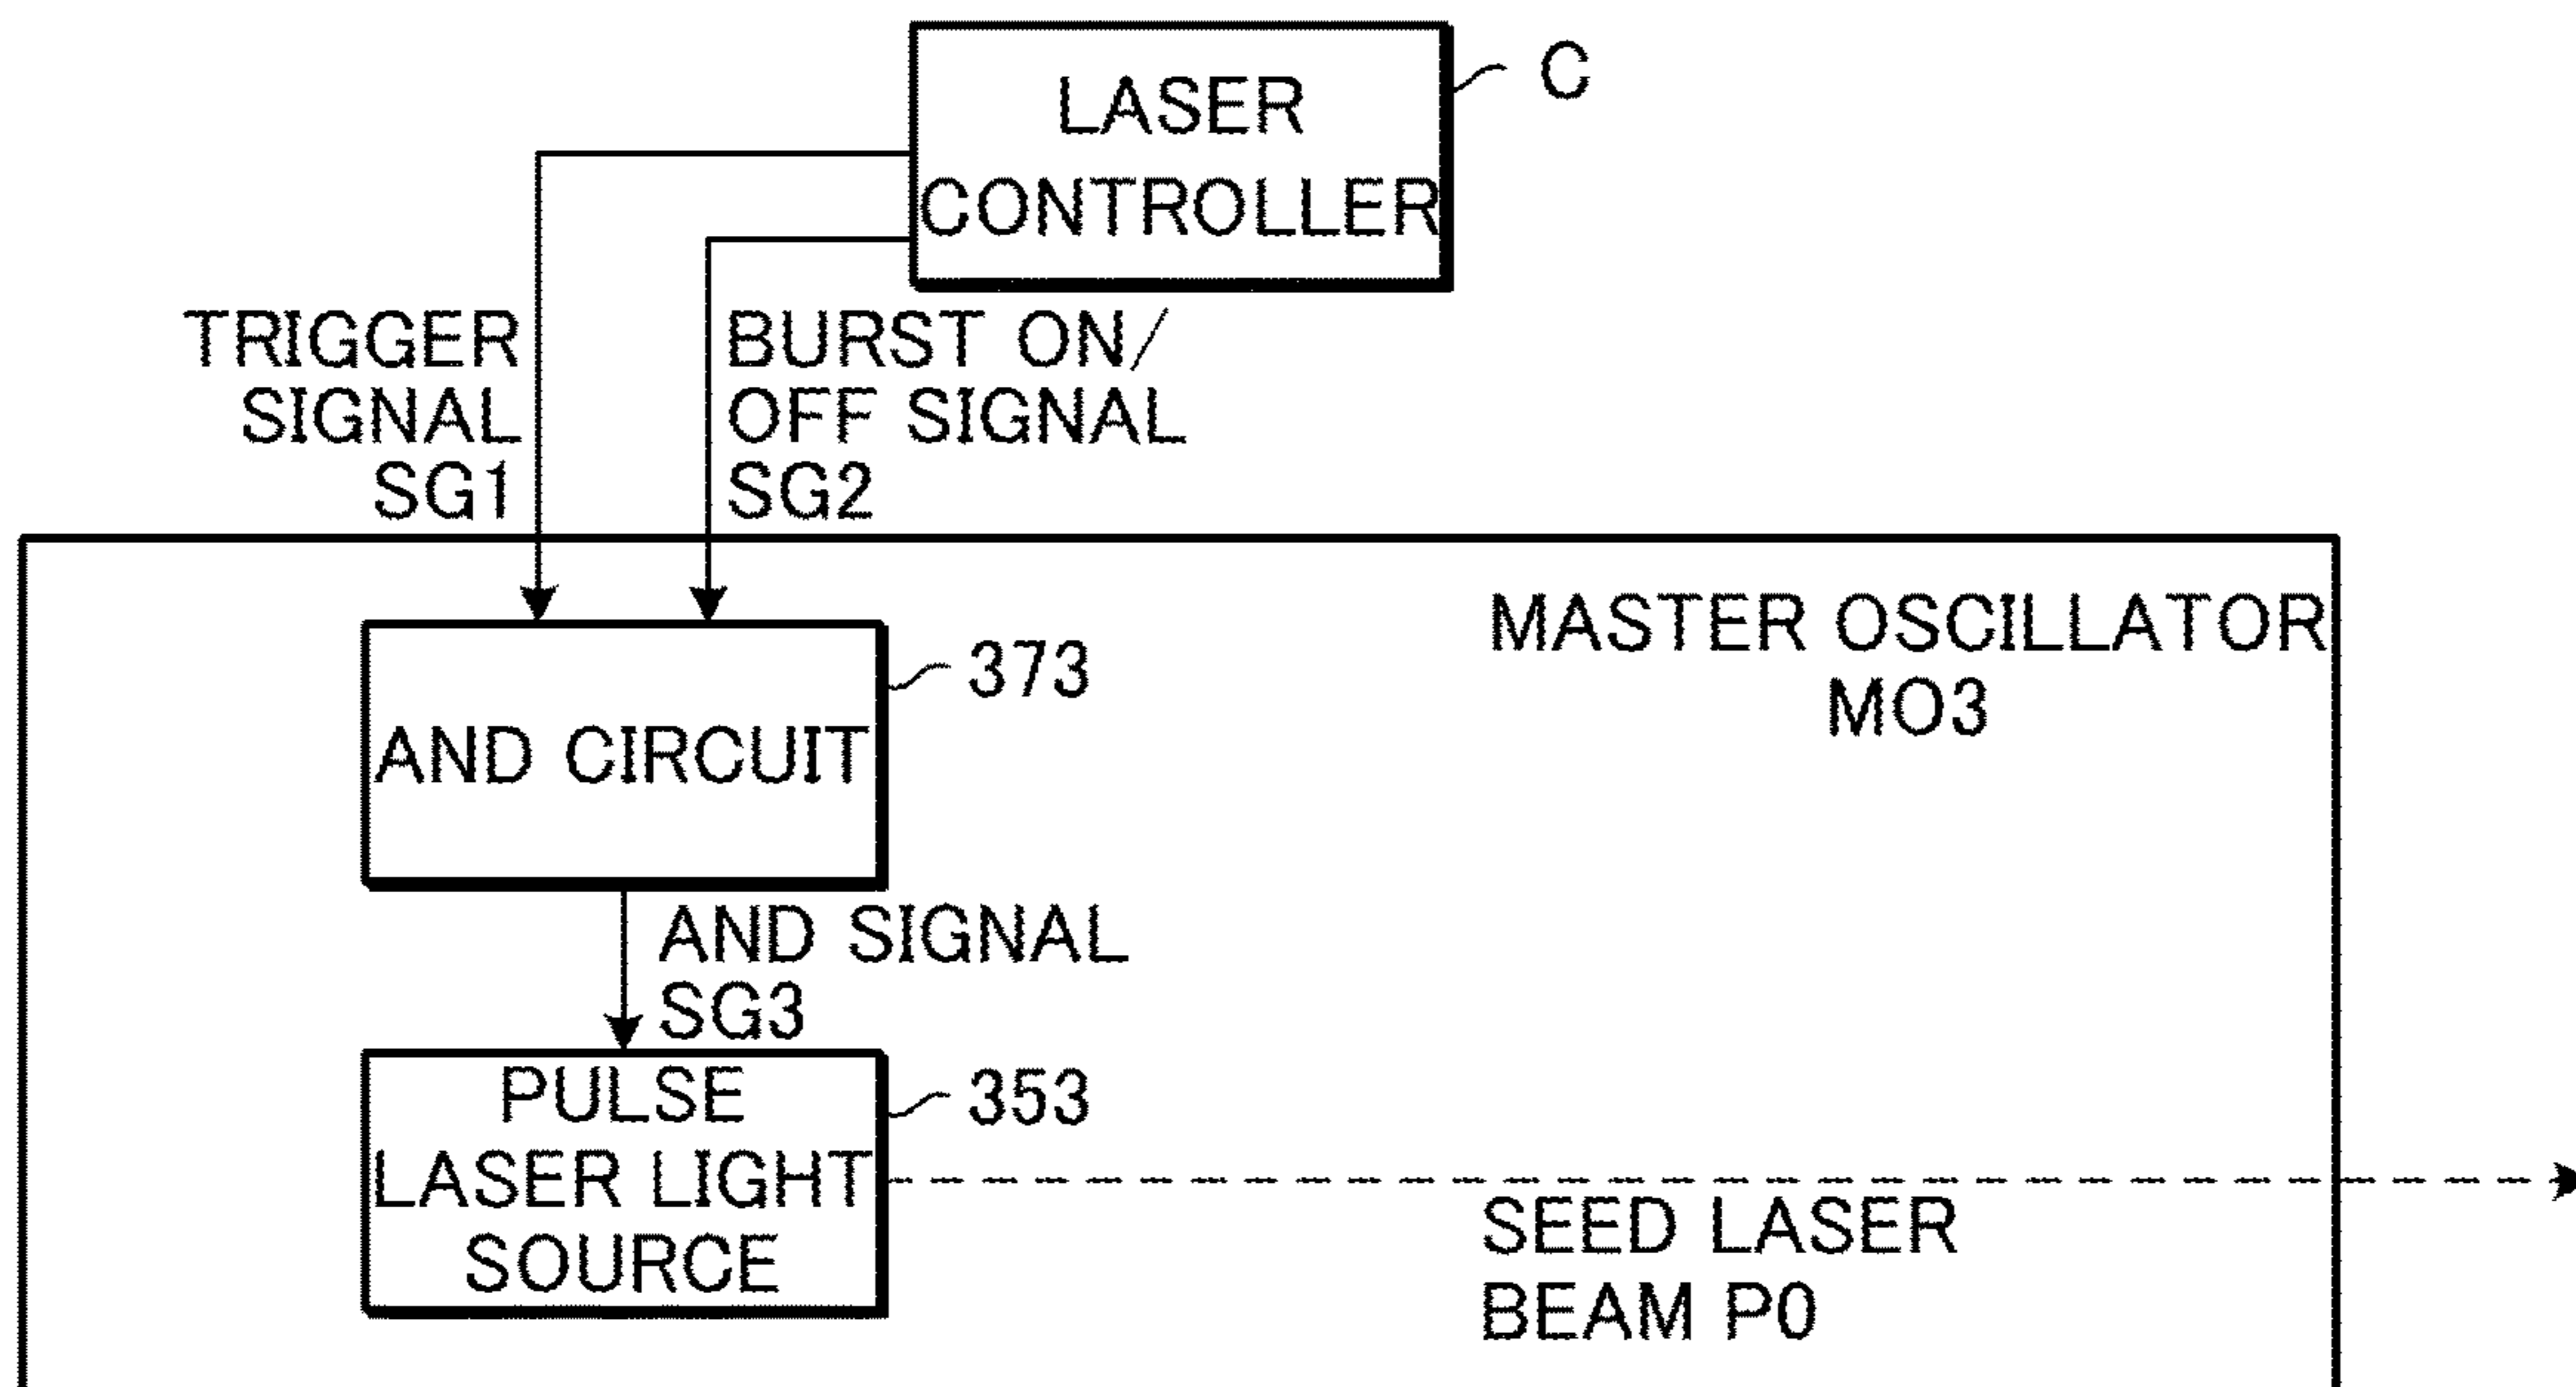 LASER
CONTROLLER
C
TRIGGER
SIGNAL
SG1
BURST ON/
OFF SIGNAL
SG2
MASTER OSCILLATOR
MO3
AND CIRCUIT
373
AND SIGNAL
SG3
PULSE
LASER LIGHT
SOURCE
353
SEED LASER
BEAM P0